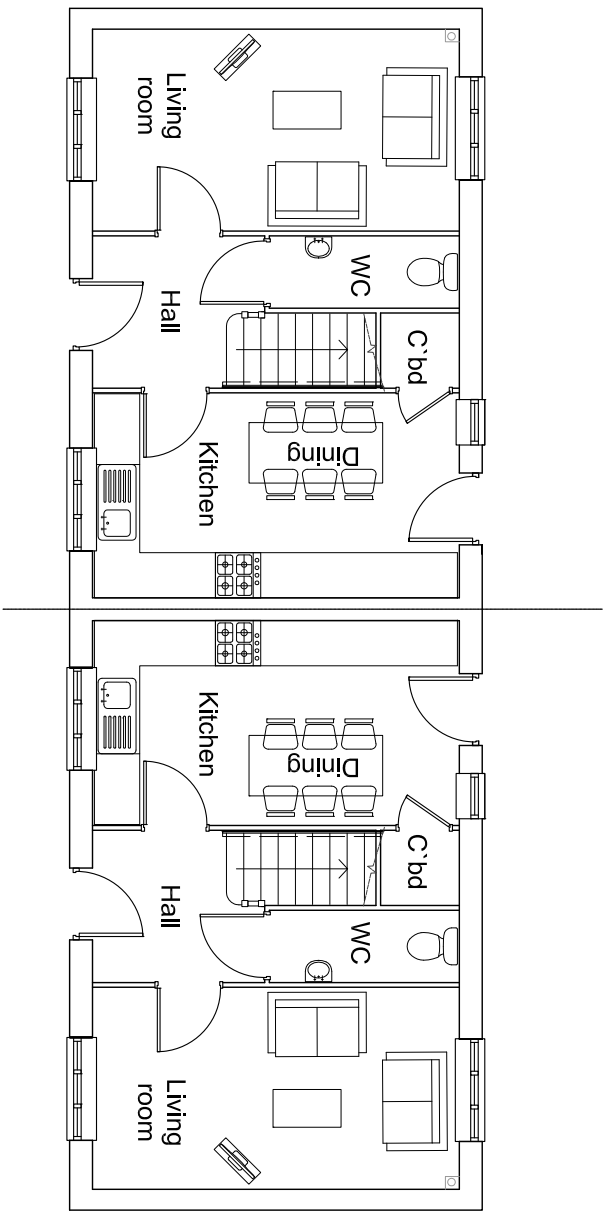 Living
room
WC
Hall
C`bd
Dining
Kitchen
Kitchen
Dining
C`bd
Hall
WC
Living
room